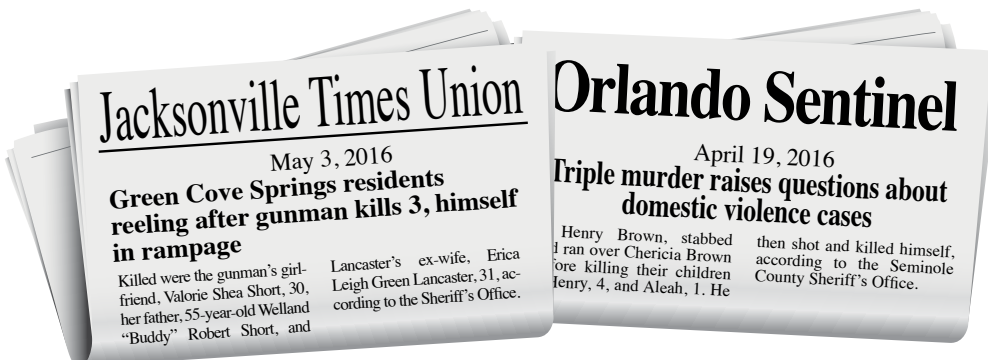 Jacksonville Times Union
May 3, 2016
Green Cove Springs residents
reeling after gunman kills 3, himself
in rampage
Killed were the gunman's girl-
friend, Valorie Shea Short, 30,
her father, 55-year-old Welland
"Buddy" Robert Short, and
Lancaster's ex-wife, Erica
Leigh Green Lancaster, 31, ac-
cording to the Sheriff's Office.
Orlando Sentinel
April 19, 2016
Triple murder raises questions about
domestic violence cases
Henry Brown, stabbed
ran over Chericia Brown
fore killing their children
Henry, 4, and Aleah, 1. He
then shot and killed himself,
according to the Seminole
County Sheriff's Office.